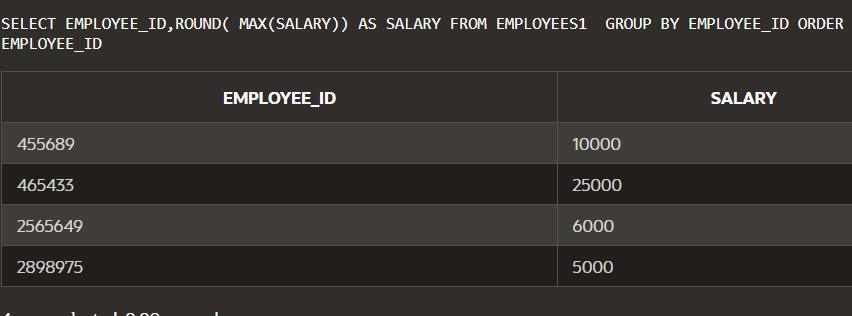 SELECT EMPLOYEE_ID,ROUND( MAX(SALARY)) AS SALARY FROM EMPLOYEES1  GROUP BY EMPLOYEE_ID ORDER
EMPLOYEE_ID
EMPLOYEE_ID SALARY
455689 10000
465433 25000
2565649 6000
2898975 5000